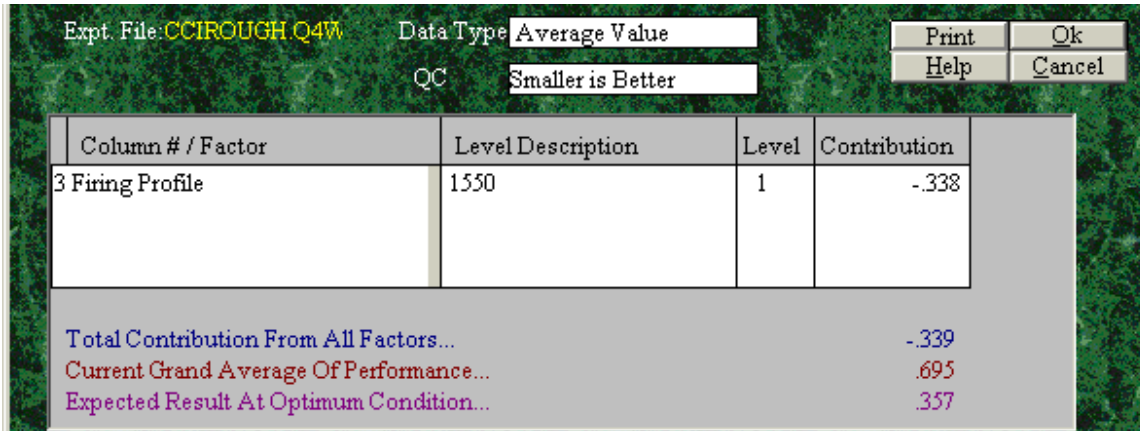 Expt. File:CCIROUGH.Q4W Data Type Average Value Print Ok
QC Smaller is Better Help Cancel
Column # / Factor Level Description Level Contribution
3 Firing Profile 1550 1 -.338
Total Contribution From All Factors... -.339
Current Grand Average Of Performance... .695
Expected Result At Optimum Condition... .357